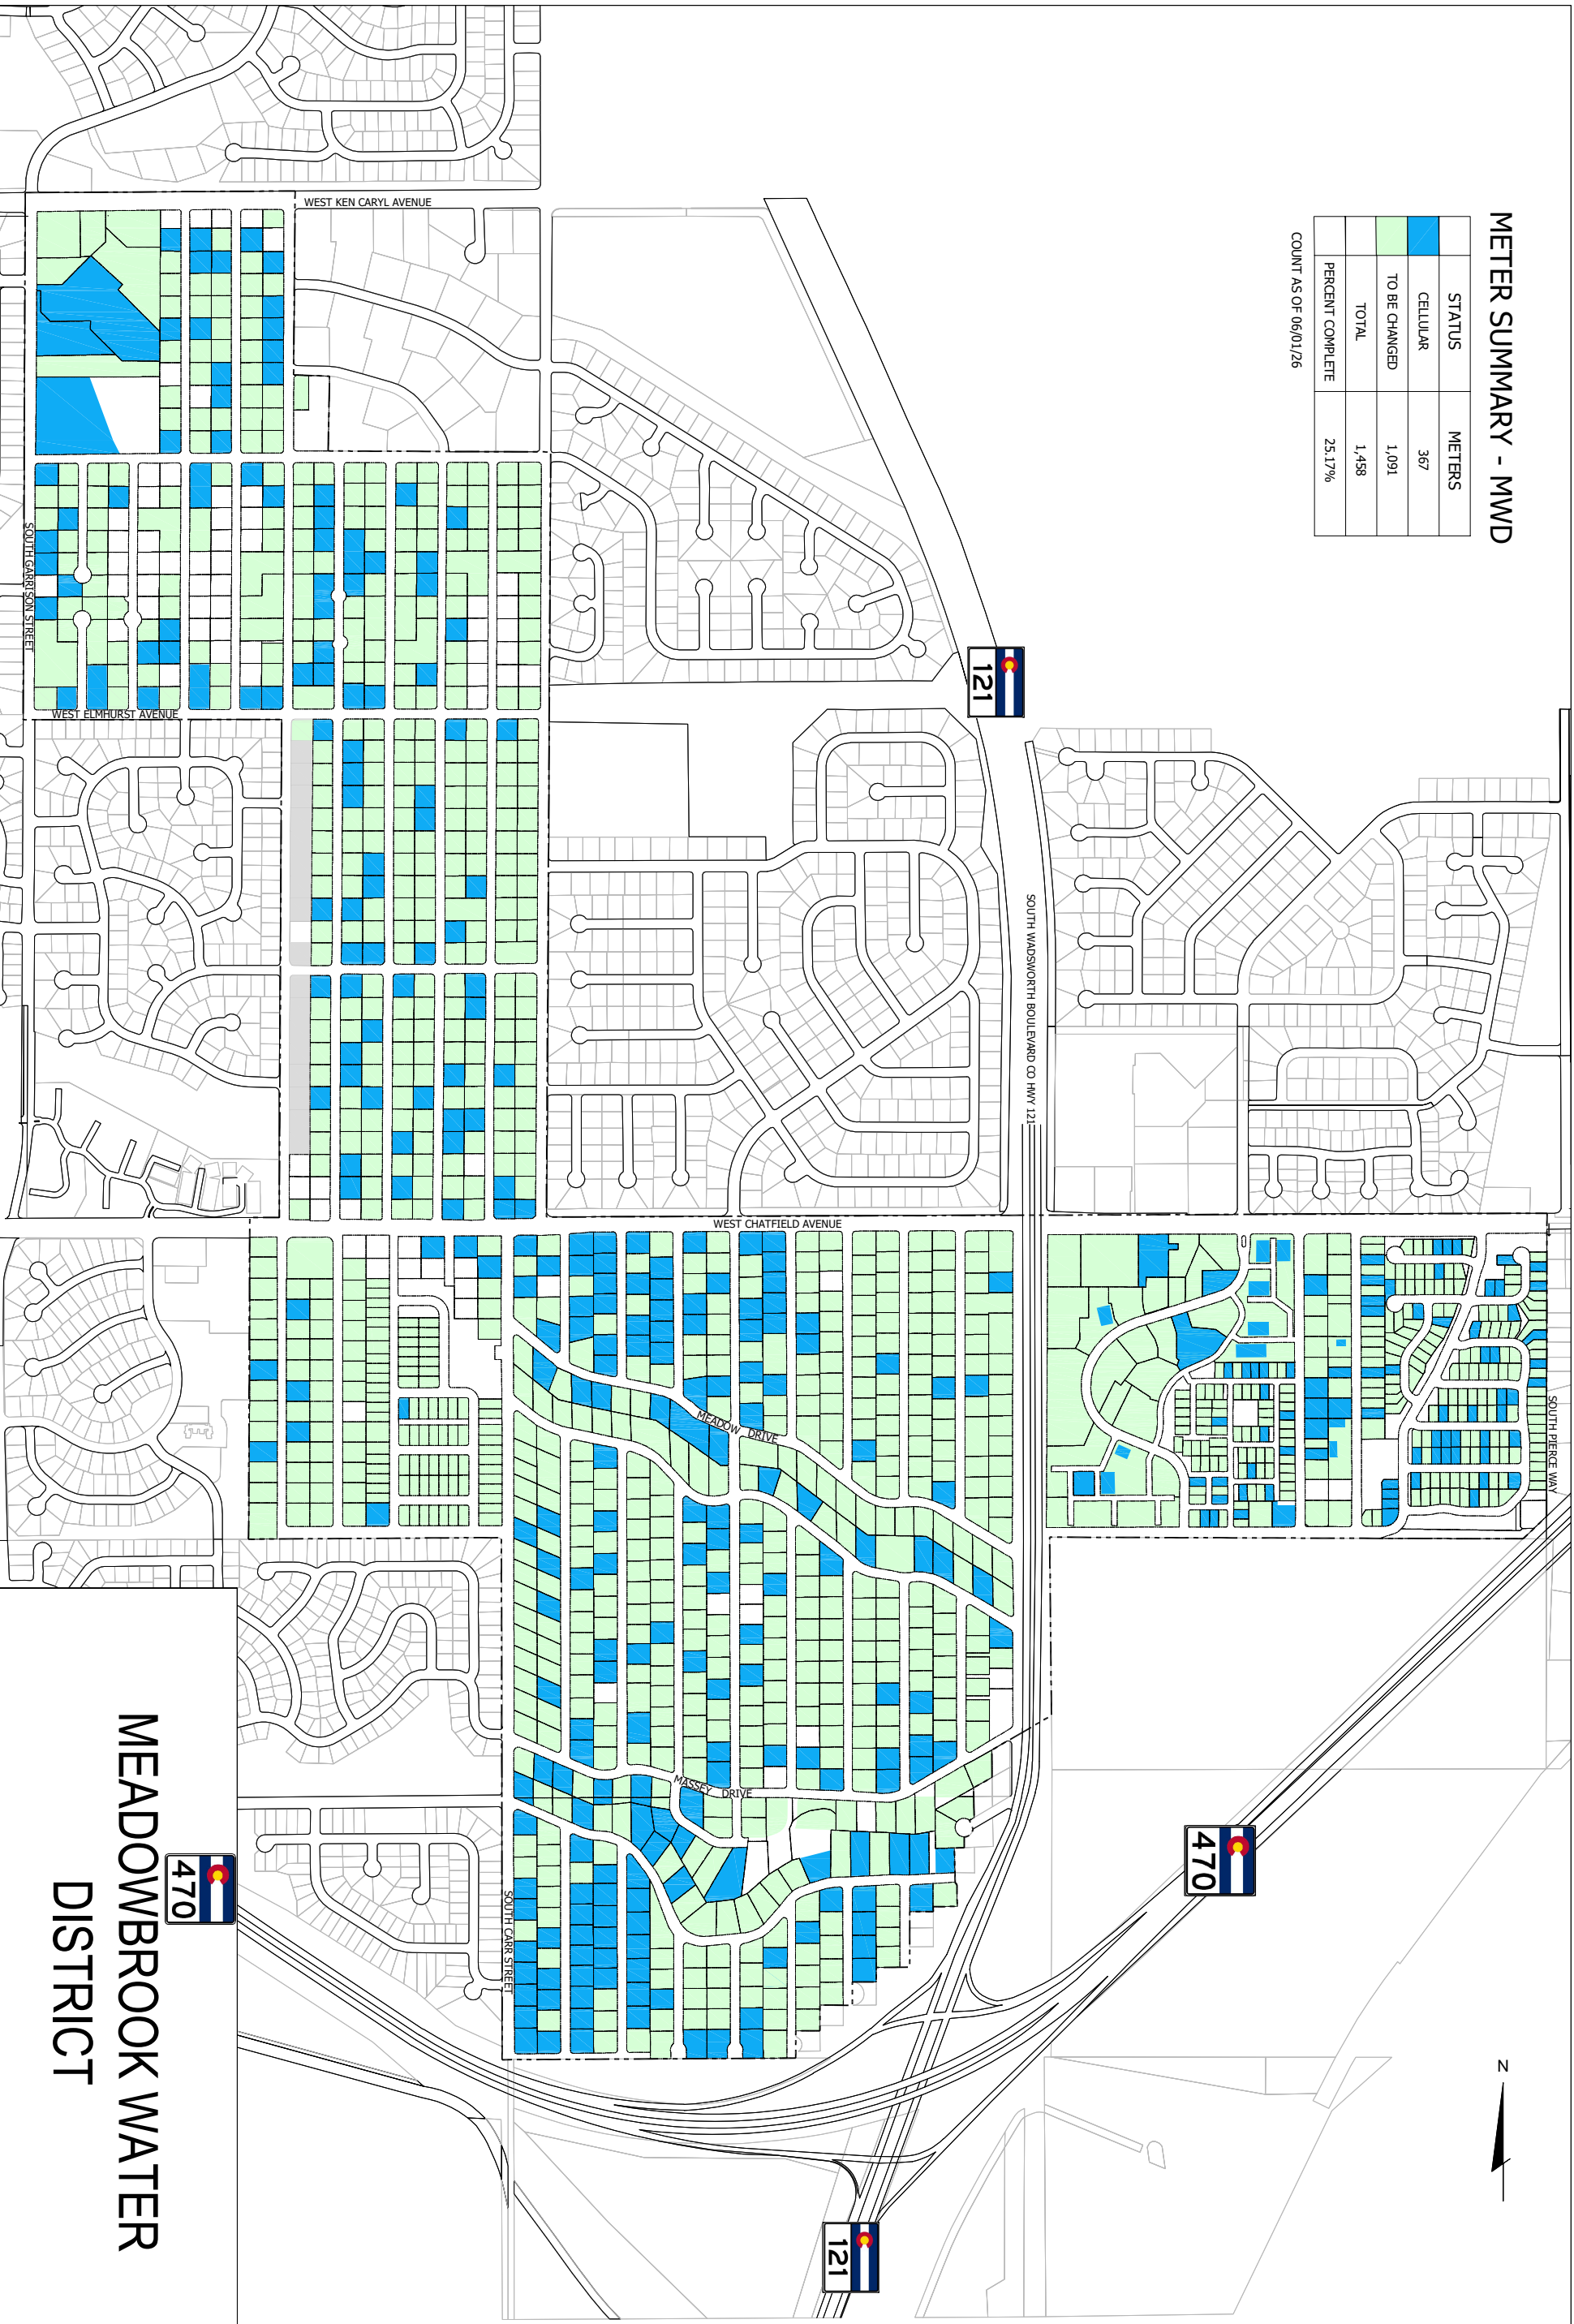 METER SUMMARY - MWD
STATUS METERS
CELLULAR 367
TO BE CHANGED 1,091
TOTAL 1,458
PERCENT COMPLETE 25.17%
COUNT AS OF 06/01/26
WEST KEN CARYL AVENUE
121
SOUTH GARRISON STREET
WEST ELMHURST AVENUE
SOUTH WADSWORTH BOULEVARD CO HWY 121
WEST CHATFIELD AVENUE
SOUTH PIERCE WAY
MEADOW DRIVE
MASSEY DRIVE
SOUTH CARR STREET
470
470
121
N
MEADOWBROOK WATER
DISTRICT